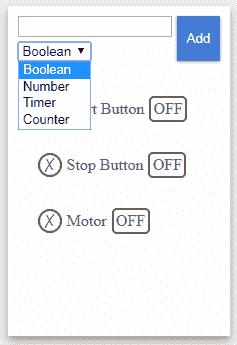 Add
Boolean
Boolean
Number
Timer
Counter
rt Button OFF
X Stop Button OFF
X Motor OFF